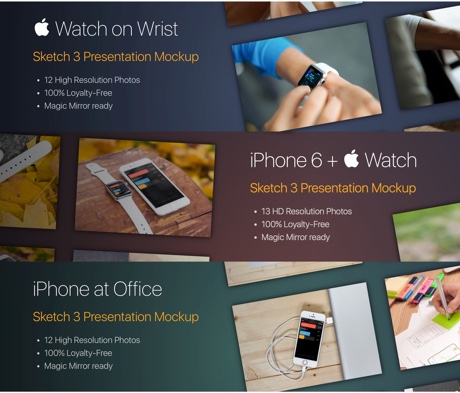 Watch on Wrist
Sketch 3 Presentation Mockup
• 12 High Resolution Photos
• 100% Loyalty-Free
• Magic Mirror ready
iPhone 6 +  Watch
Sketch 3 Presentation Mockup
• 13 HD Resolution Photos
• 100% Loyalty-Free
• Magic Mirror ready
iPhone at Office
Sketch 3 Presentation Mockup
• 12 High Resolution Photos
• 100% Loyalty-Free
• Magic Mirror ready